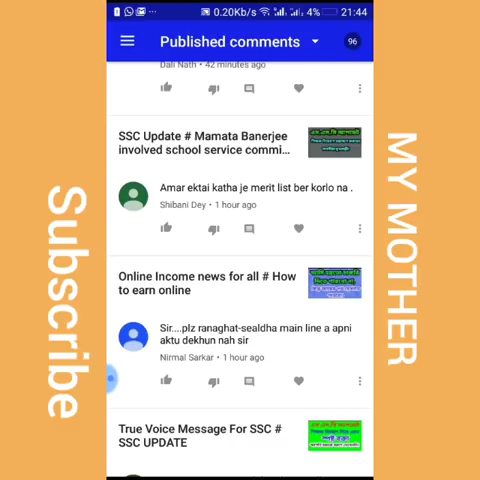 0.20Kb/s 4% 21:44
Published comments
96
Dali Nath • 42 minutes ago
SSC Update # Mamata Banerjee
involved school service commi...
Amar ektai katha je merit list ber korlo na .
Shibani Dey • 1 hour ago
Online Income news for all # How
to earn online
Sir....plz ranaghat-sealdha main line a apni
aktu dekhun nah sir
Nirmal Sarkar • 1 hour ago
True Voice Message For SSC #
SSC UPDATE
Subscribe
MY MOTHER